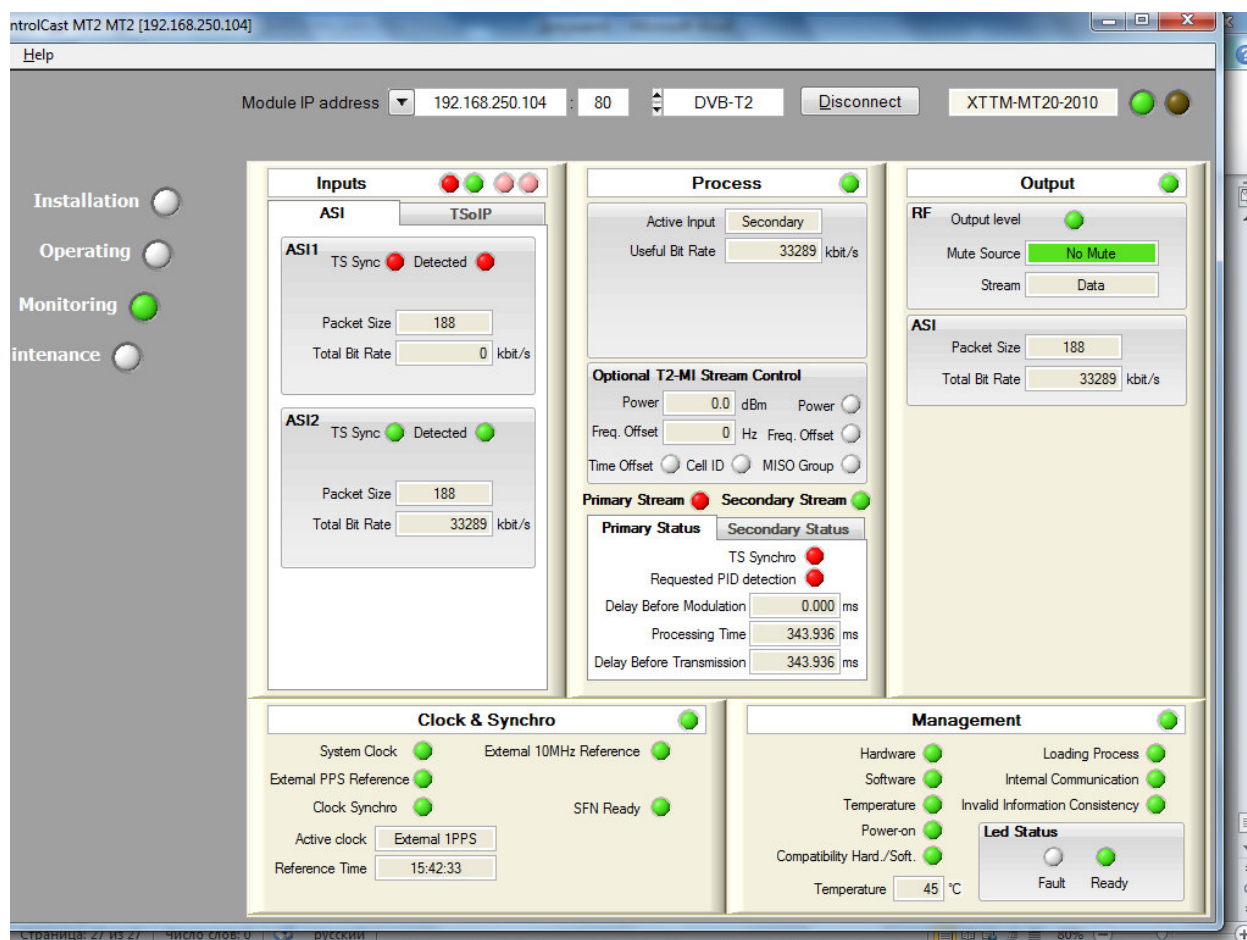 ntrolCast MT2 MT2 [192.168.250.104]
Help
Module IP address 192.168.250.104 : 80 DVB-T2 Disconnect XTTM-MT20-2010
Installation
Operating
Monitoring
intenance
Inputs
ASI TSoIP
ASI1
TS Sync Detected
Packet Size 188
Total Bit Rate 0 kbit/s
ASI2
TS Sync Detected
Packet Size 188
Total Bit Rate 33289 kbit/s
Process
Active Input Secondary
Useful Bit Rate 33289 kbit/s
Optional T2-MI Stream Control
Power 0.0 dBm Power
Freq. Offset 0 Hz Freq. Offset
Time Offset Cell ID MISO Group
Primary Stream Secondary Stream
Primary Status Secondary Status
TS Synchro
Requested PID detection
Delay Before Modulation 0.000 ms
Processing Time 343.936 ms
Delay Before Transmission 343.936 ms
Output
RF Output level
Mute Source No Mute
Stream Data
ASI
Packet Size 188
Total Bit Rate 33289 kbit/s
Clock & Synchro
System Clock External 10MHz Reference
External PPS Reference
Clock Synchro SFN Ready
Active clock External 1PPS
Reference Time 15:42:33
Management
Hardware Loading Process
Software Internal Communication
Temperature Invalid Information Consistency
Power-on
Compatibility Hard./Soft.
Temperature 45 °C
Led Status
Fault Ready
Страница: 27 из 27 Число слов: 0 русский 80%